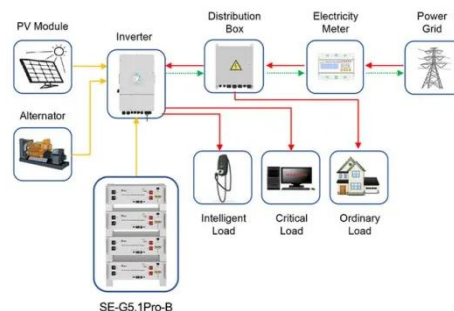 PV Module
Inverter
Distribution
Box
Electricity
Meter
Power
Grid
Alternator
Intelligent
Load
Critical
Load
Ordinary
Load
SE-G5.1Pro-B